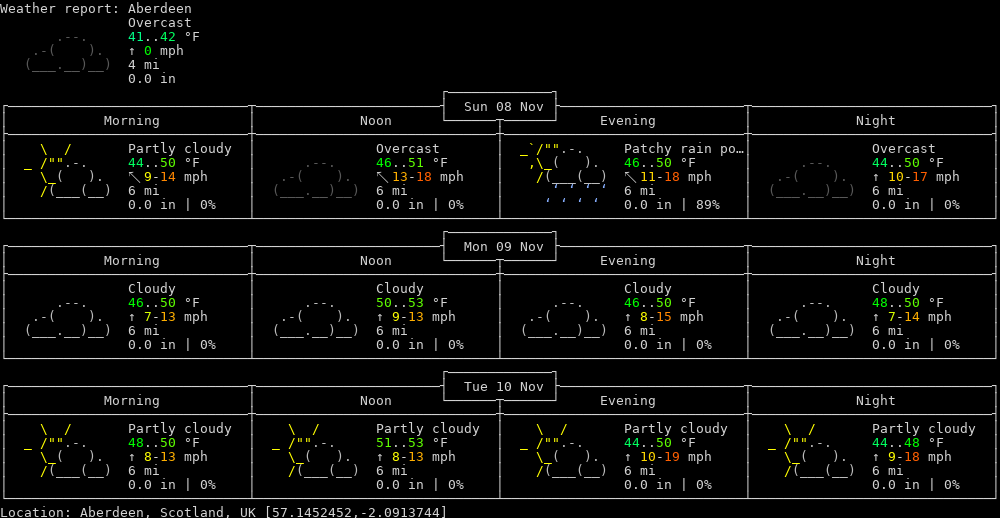 Weather report: Aberdeen
Overcast
41..42 °F
↑ 0 mph
4 mi
0.0 in
Sun 08 Nov
Morning Noon Evening Night
Partly cloudy Overcast Patchy rain po… Overcast
44..50 °F 46..51 °F 46..50 °F 44..50 °F
↖ 9-14 mph ↖ 13-18 mph ↖ 11-18 mph ↑ 10-17 mph
6 mi 6 mi 6 mi 6 mi
0.0 in | 0% 0.0 in | 0% 0.0 in | 89% 0.0 in | 0%
Mon 09 Nov
Morning Noon Evening Night
Cloudy Cloudy Cloudy Cloudy
46..50 °F 50..53 °F 46..50 °F 48..50 °F
↑ 7-13 mph ↑ 9-13 mph ↑ 8-15 mph ↑ 7-14 mph
6 mi 6 mi 6 mi 6 mi
0.0 in | 0% 0.0 in | 0% 0.0 in | 0% 0.0 in | 0%
Tue 10 Nov
Morning Noon Evening Night
Partly cloudy Partly cloudy Partly cloudy Partly cloudy
48..50 °F 51..53 °F 44..50 °F 44..48 °F
↑ 8-13 mph ↑ 8-13 mph ↑ 10-19 mph ↑ 9-18 mph
6 mi 6 mi 6 mi 6 mi
0.0 in | 0% 0.0 in | 0% 0.0 in | 0% 0.0 in | 0%
Location: Aberdeen, Scotland, UK [57.1452452,-2.0913744]